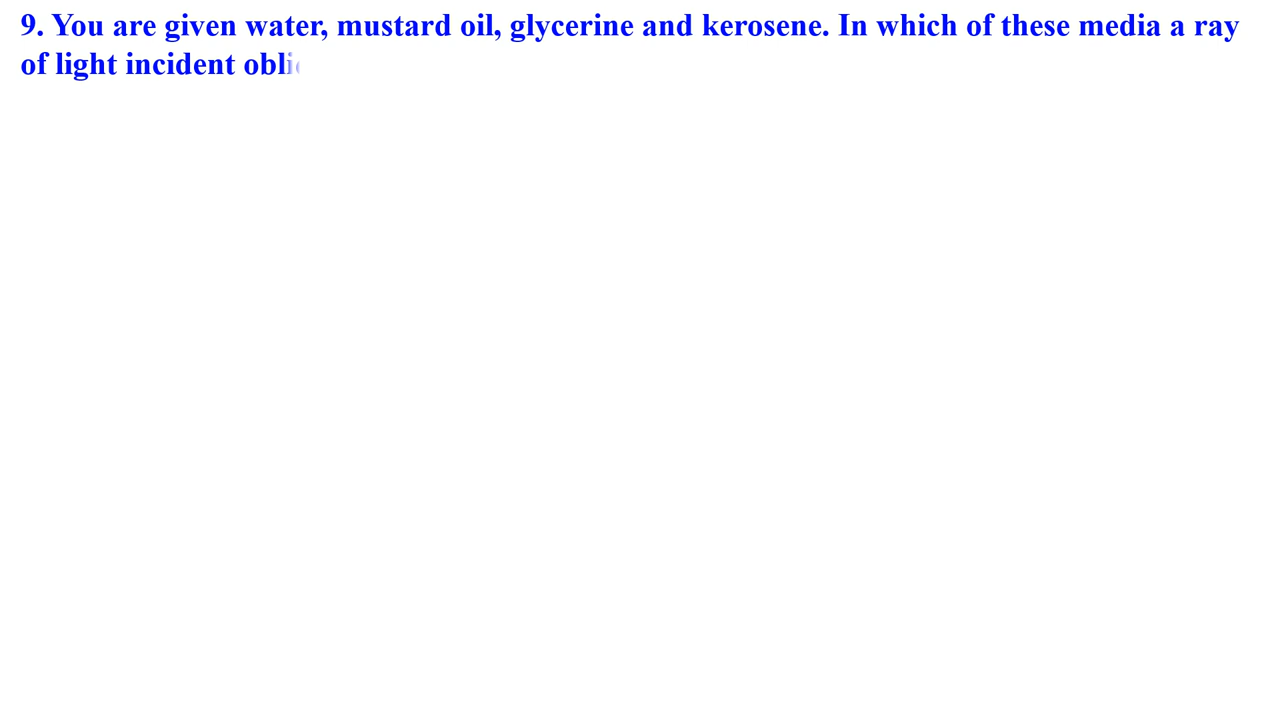 9. You are given water, mustard oil, glycerine and kerosene. In which of these media a ray
of light incident